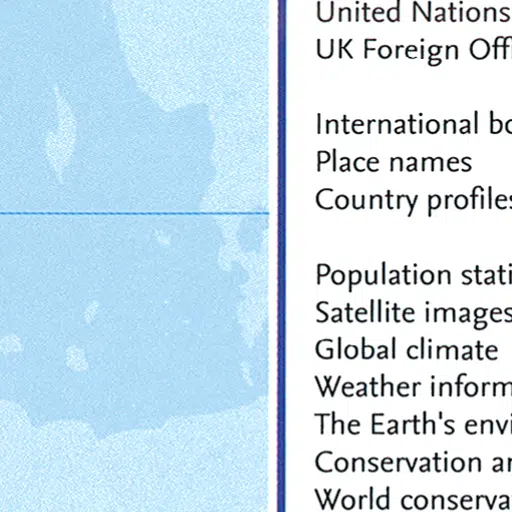 United Nations
UK Foreign Offi
International bo
Place names
Country profiles
Population stati
Satellite images
Global climate
Weather inform
The Earth's envi
Conservation an
World conserva